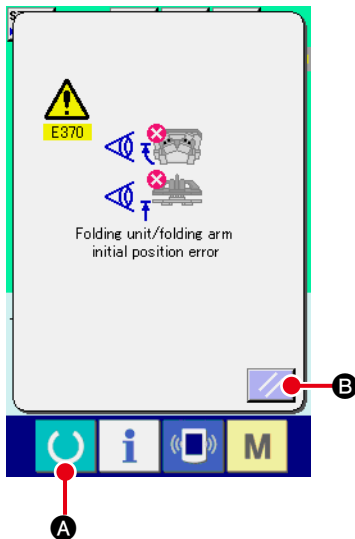 S
E370
Folding unit/folding arm
initial position error
B
i
M
A